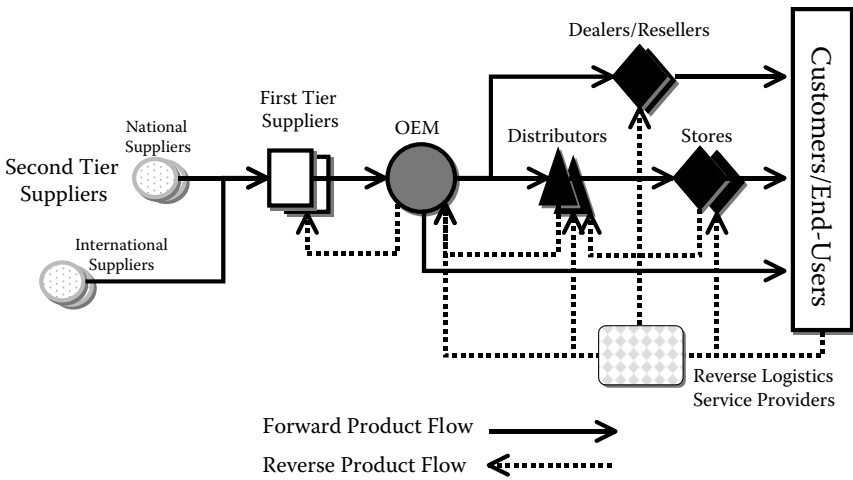 Dealers/Resellers
First Tier
Suppliers
OEM
National
Suppliers
Distributors
Stores
Second Tier
Suppliers
International
Suppliers
Customers/End-Users
Reverse Logistics
Service Providers
Forward Product Flow
Reverse Product Flow